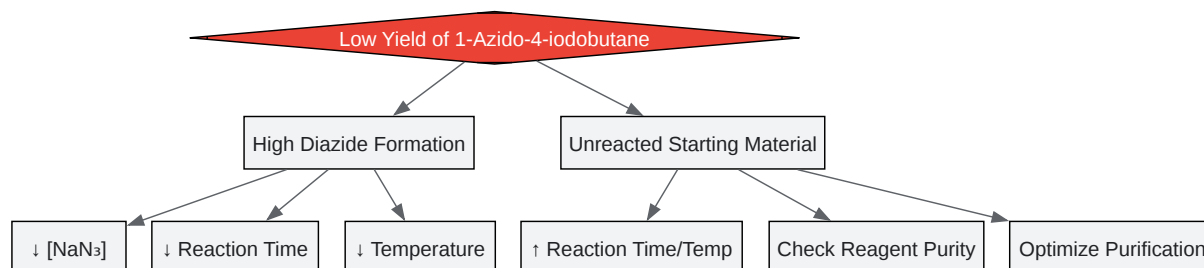 Low Yield of 1-Azido-4-iodobutane
High Diazide Formation
Unreacted Starting Material
↓ [NaN₃]
↓ Reaction Time
↓ Temperature
↑ Reaction Time/Temp
Check Reagent Purity
Optimize Purification